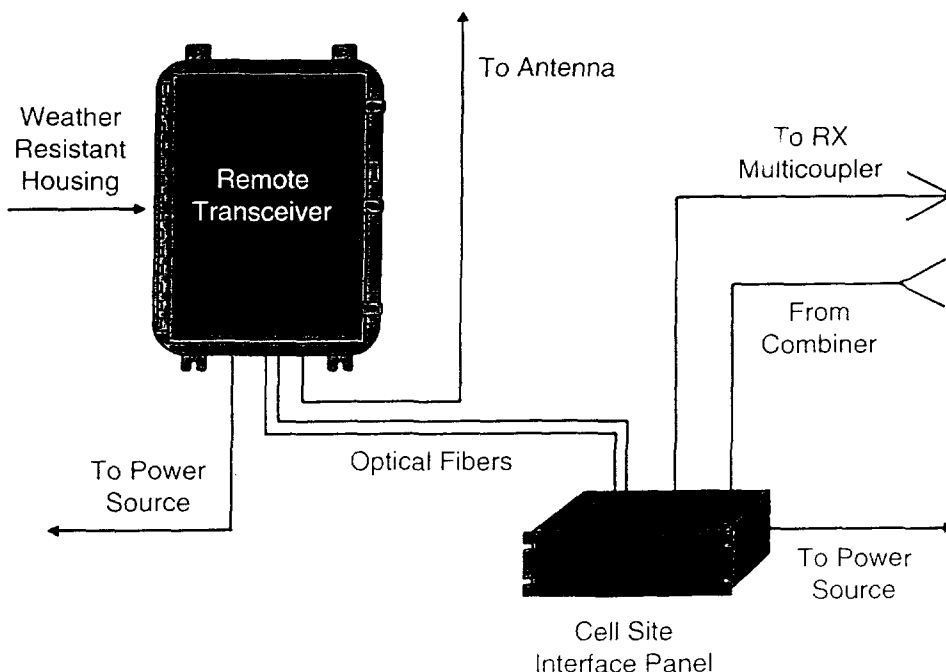 To Antenna
Weather
Resistant
Housing
Remote
Transceiver
To RX
Multicoupler
From
Combiner
Optical Fibers
To Power
Source
To Power
Source
Cell Site
Interface Panel